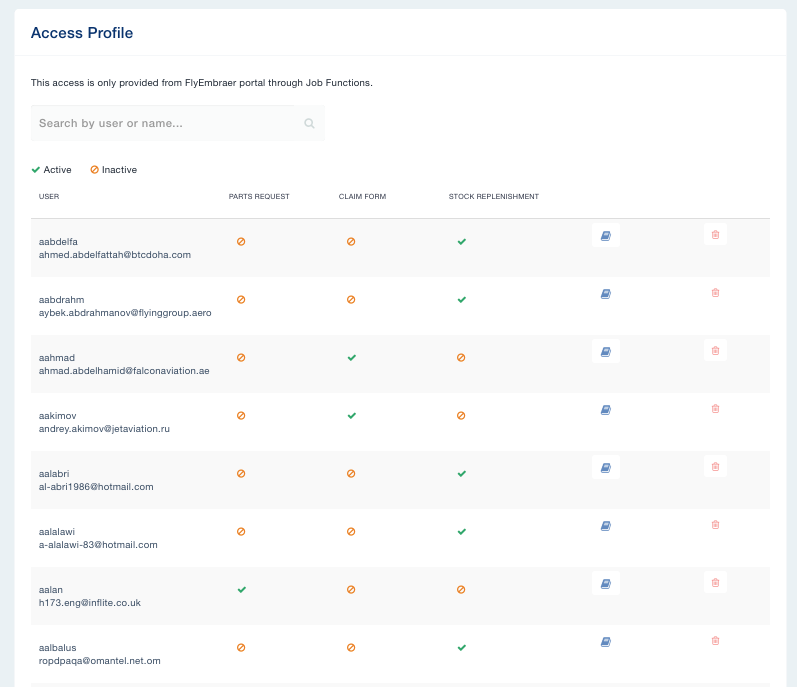 Access Profile
This access is only provided from FlyEmbraer portal through Job Functions.
Search by user or name...
Active Inactive
USER PARTS REQUEST CLAIM FORM STOCK REPLENISHMENT
aabdelfa
ahmed.abdelfattah@btcdoha.com
aabdrahm
aybek.abdrahmanov@flyinggroup.aero
aahmad
ahmad.abdelhamid@falconaviation.ae
aakimov
andrey.akimov@jetaviation.ru
aalabri
al-abri1986@hotmail.com
aalalawi
a-alalawi-83@hotmail.com
aalan
h173.eng@inflite.co.uk
aalbalus
ropdpaqa@omantel.net.om